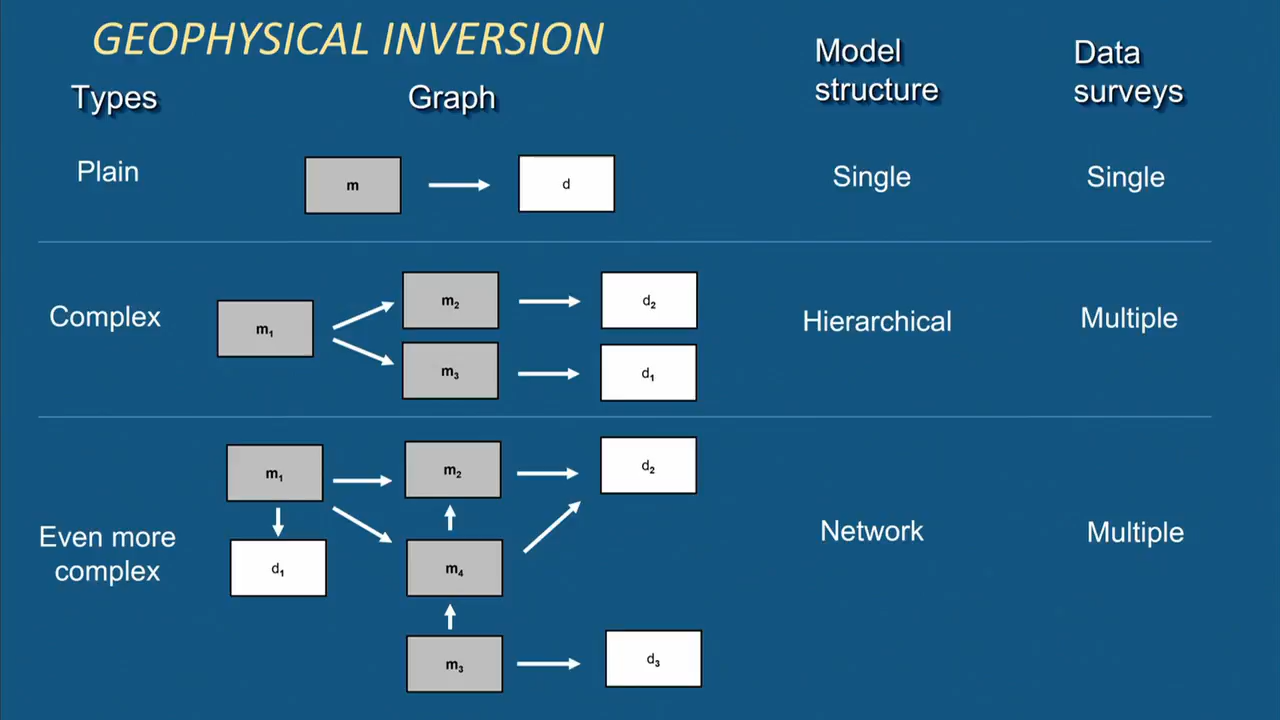 GEOPHYSICAL INVERSION
Types
Graph
Model
structure
Data
surveys
Plain
m
d
Single
Single
Complex
m₁
m₂
d₂
m₃
d₁
Hierarchical
Multiple
Even more
complex
m₁
m₂
d₂
d₁
m₄
m₃
d₃
Network
Multiple